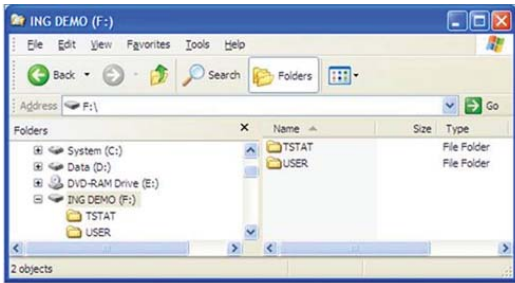 ING DEMO (F:)
File Edit View Favorites Tools Help
Back Search Folders
Address F:\ Go
Folders x Name Size Type
System (C:)
Data (D:)
DVD-RAM Drive (E:)
ING DEMO (F:)
TSTAT
USER
TSTAT File Folder
USER File Folder
2 objects